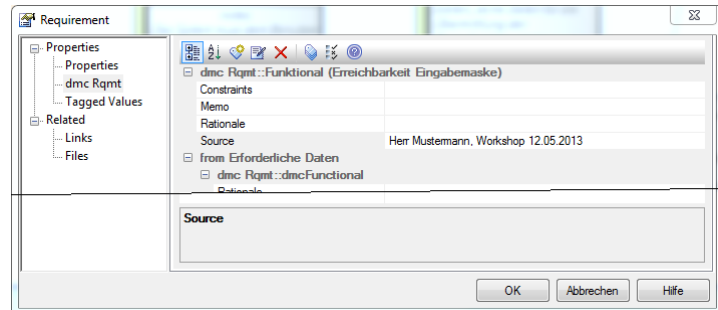 Requirement
Properties
Properties
dmc Rqmt
Tagged Values
Related
Links
Files
dmc Rqmt::Funktional (Erreichbarkeit Eingabemaske)
Constraints
Memo
Rationale
Source Herr Mustermann, Workshop 12.05.2013
from Erforderliche Daten
dmc Rqmt::dmcFunctional
Rationale
Source
OK Abbrechen Hilfe